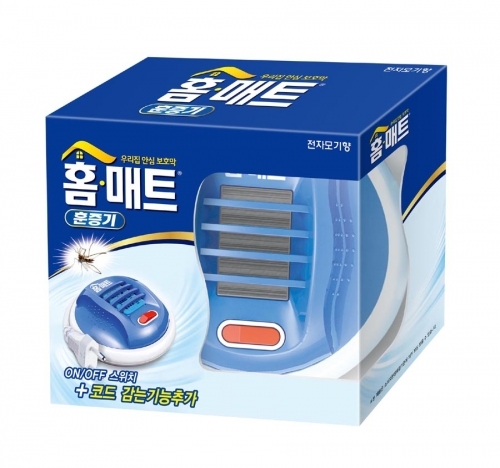 우리집 안심 보호막
홈·매트®
훈증기
전자모기향
우리집 안심 보호막
홈·매트®
훈증기
ON/OFF 스위치
+ 코드 감는기능추가